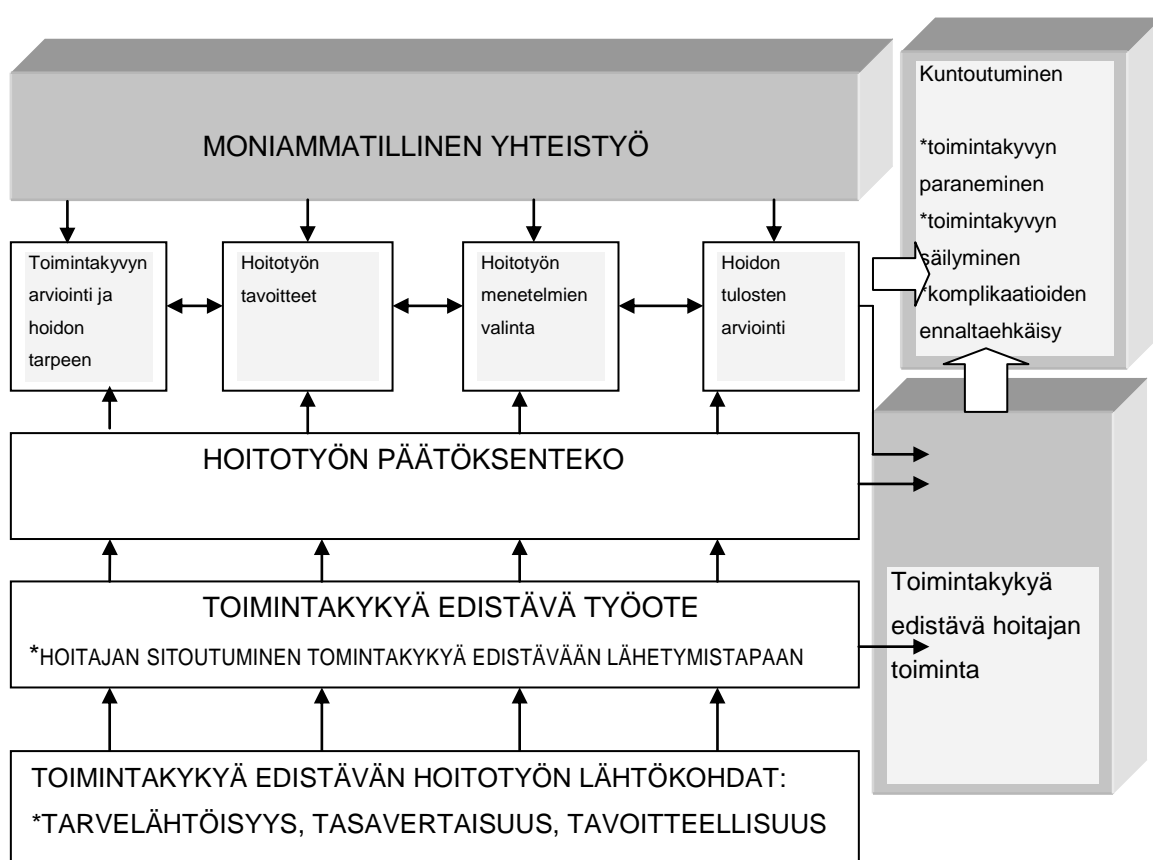 MONIAMMATILLINEN YHTEISTYÖ
Kuntoutuminen
*toimintakyvyn
paraneminen
*toimintakyvyn
säilyminen
*komplikaatioiden
ennaltaehkäisy
Toimintakyvyn
arviointi ja
hoidon
tarpeen
Hoitotyön
tavoitteet
Hoitotyön
menetelmien
valinta
Hoidon
tulosten
arviointi
HOITOTYÖN PÄÄTÖKSENTEKO
TOIMINTAKYKYÄ EDISTÄVÄ TYÖOTE
*HOITAJAN SITOUTUMINEN TOMINTAKYKYÄ EDISTÄVÄÄN LÄHETYMISTAPAAN
Toimintakykyä
edistävä hoitajan
toiminta
TOIMINTAKYKYÄ EDISTÄVÄN HOITOTYÖN LÄHTÖKOHDAT:
*TARVELÄHTÖISYYS, TASAVERTAISUUS, TAVOITTEELLISUUS